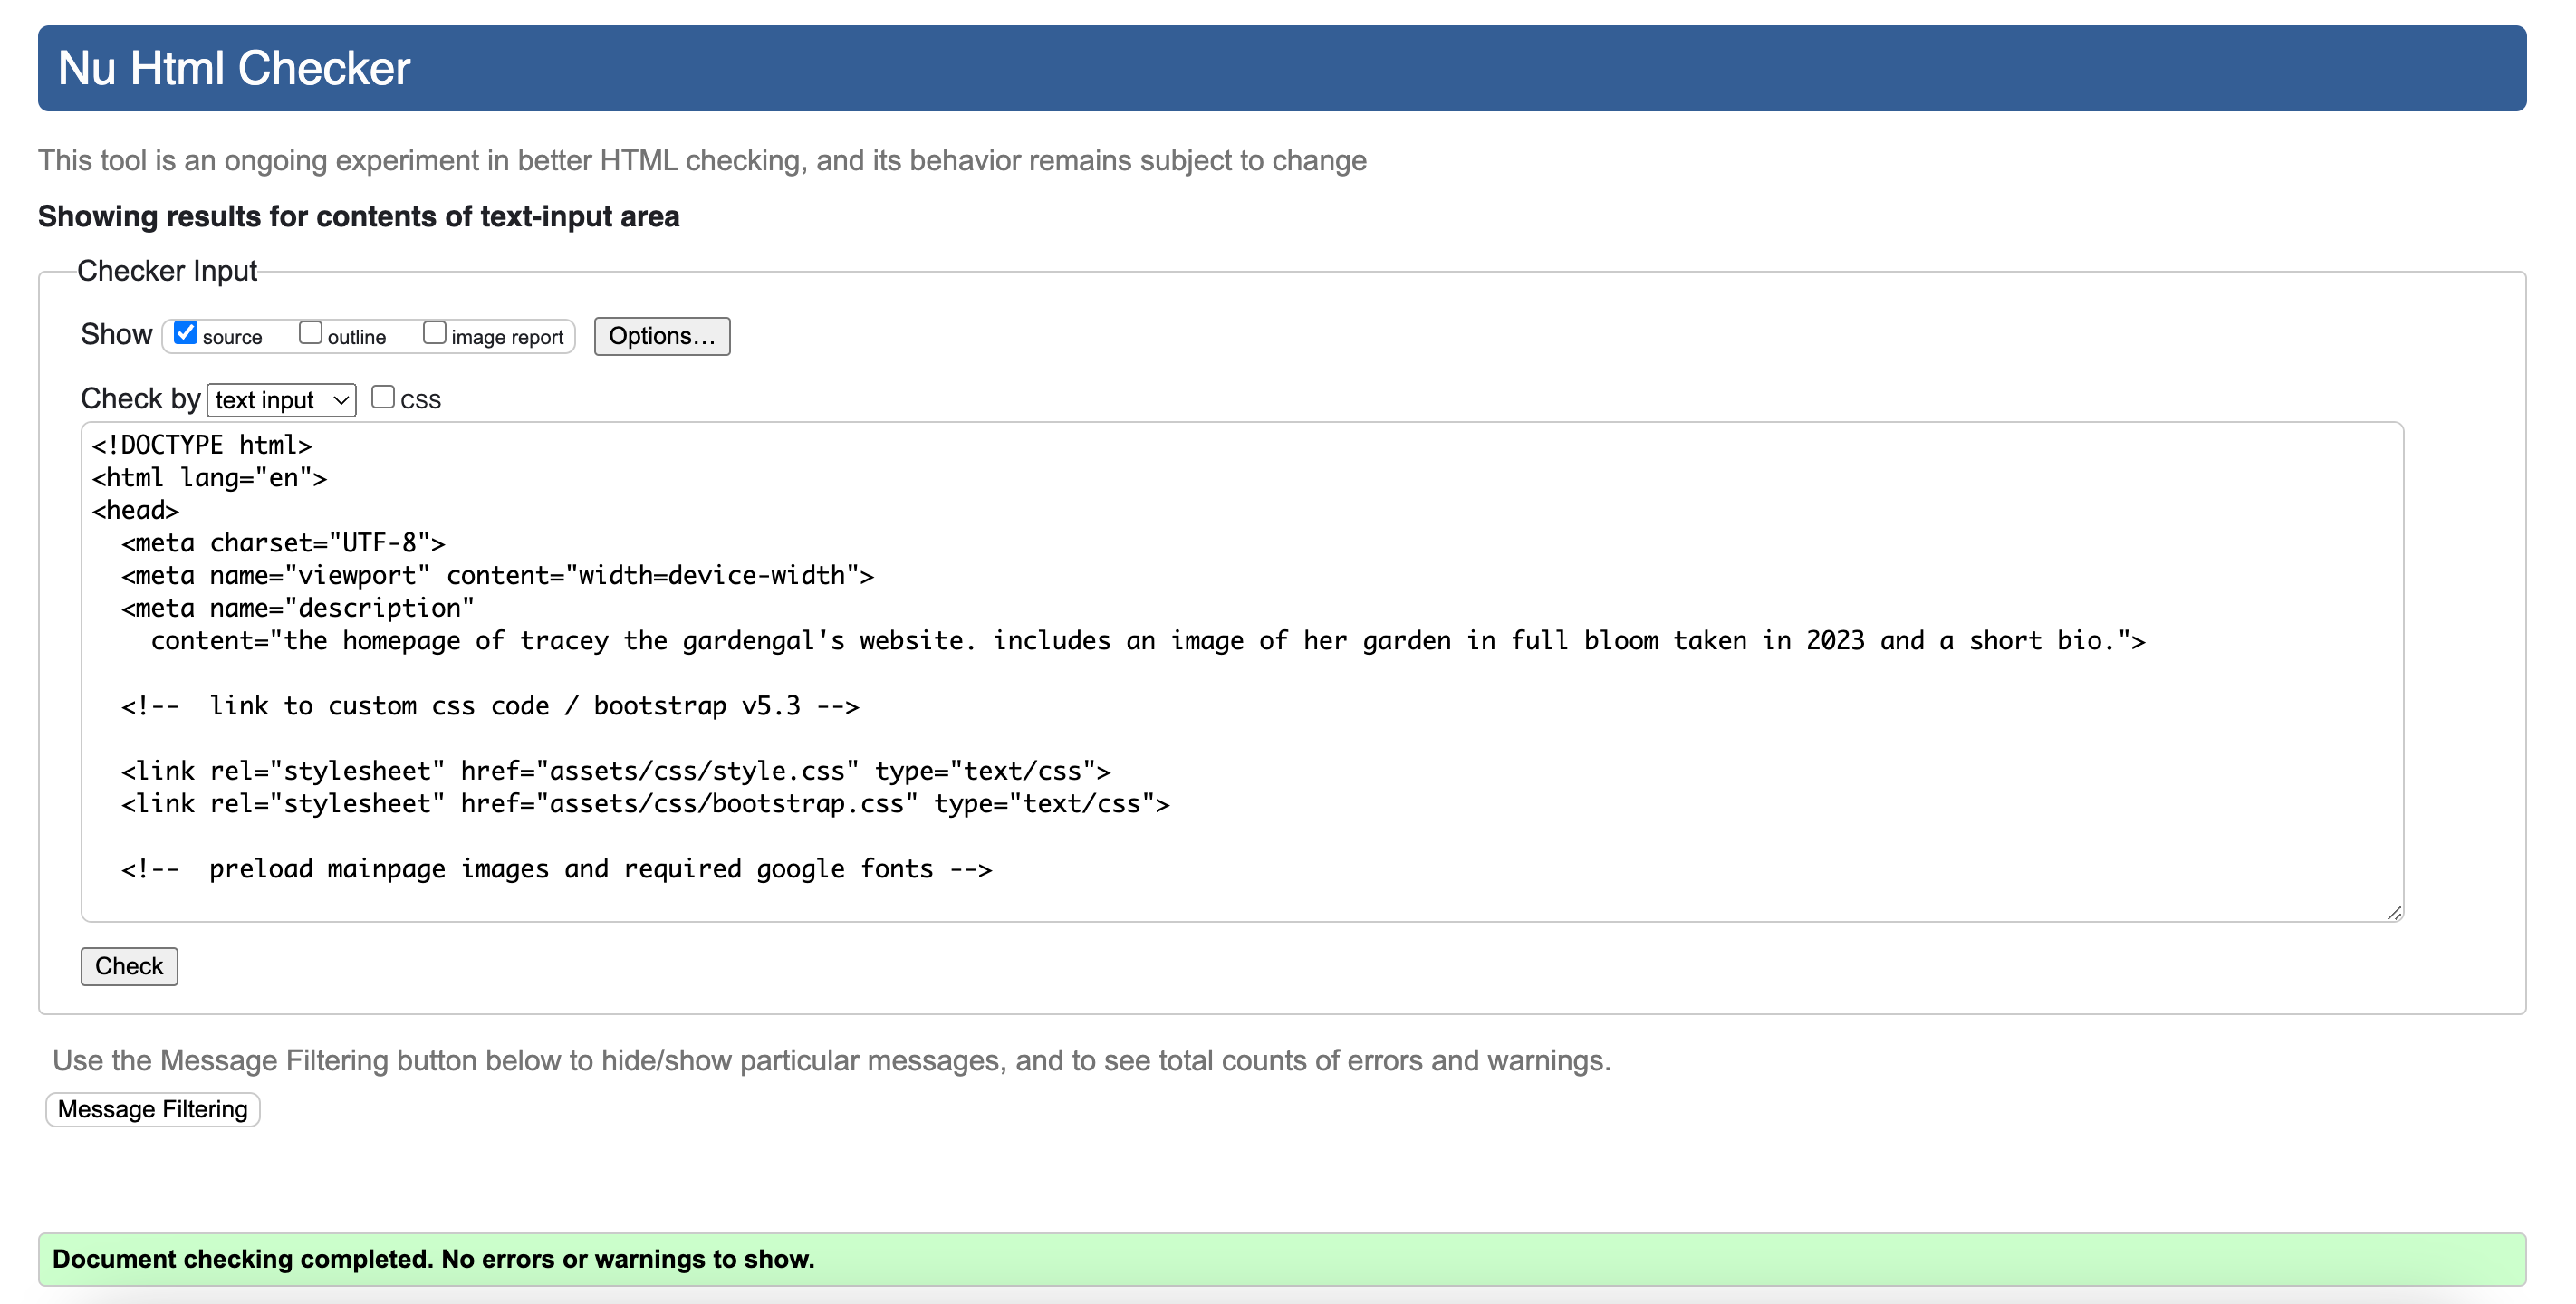 Nu Html Checker
This tool is an ongoing experiment in better HTML checking, and its behavior remains subject to change
Showing results for contents of text-input area
Checker Input
Show source outline image report Options...
Check by text input css
<!DOCTYPE html>
<html lang="en">
<head>
  <meta charset="UTF-8">
  <meta name="viewport" content="width=device-width">
  <meta name="description"
    content="the homepage of tracey the gardengal's website. includes an image of her garden in full bloom taken in 2023 and a short bio.">
  <!--  link to custom css code / bootstrap v5.3 -->
  <link rel="stylesheet" href="assets/css/style.css" type="text/css">
  <link rel="stylesheet" href="assets/css/bootstrap.css" type="text/css">
  <!--  preload mainpage images and required google fonts -->
Check
Use the Message Filtering button below to hide/show particular messages, and to see total counts of errors and warnings.
Message Filtering
Document checking completed. No errors or warnings to show.